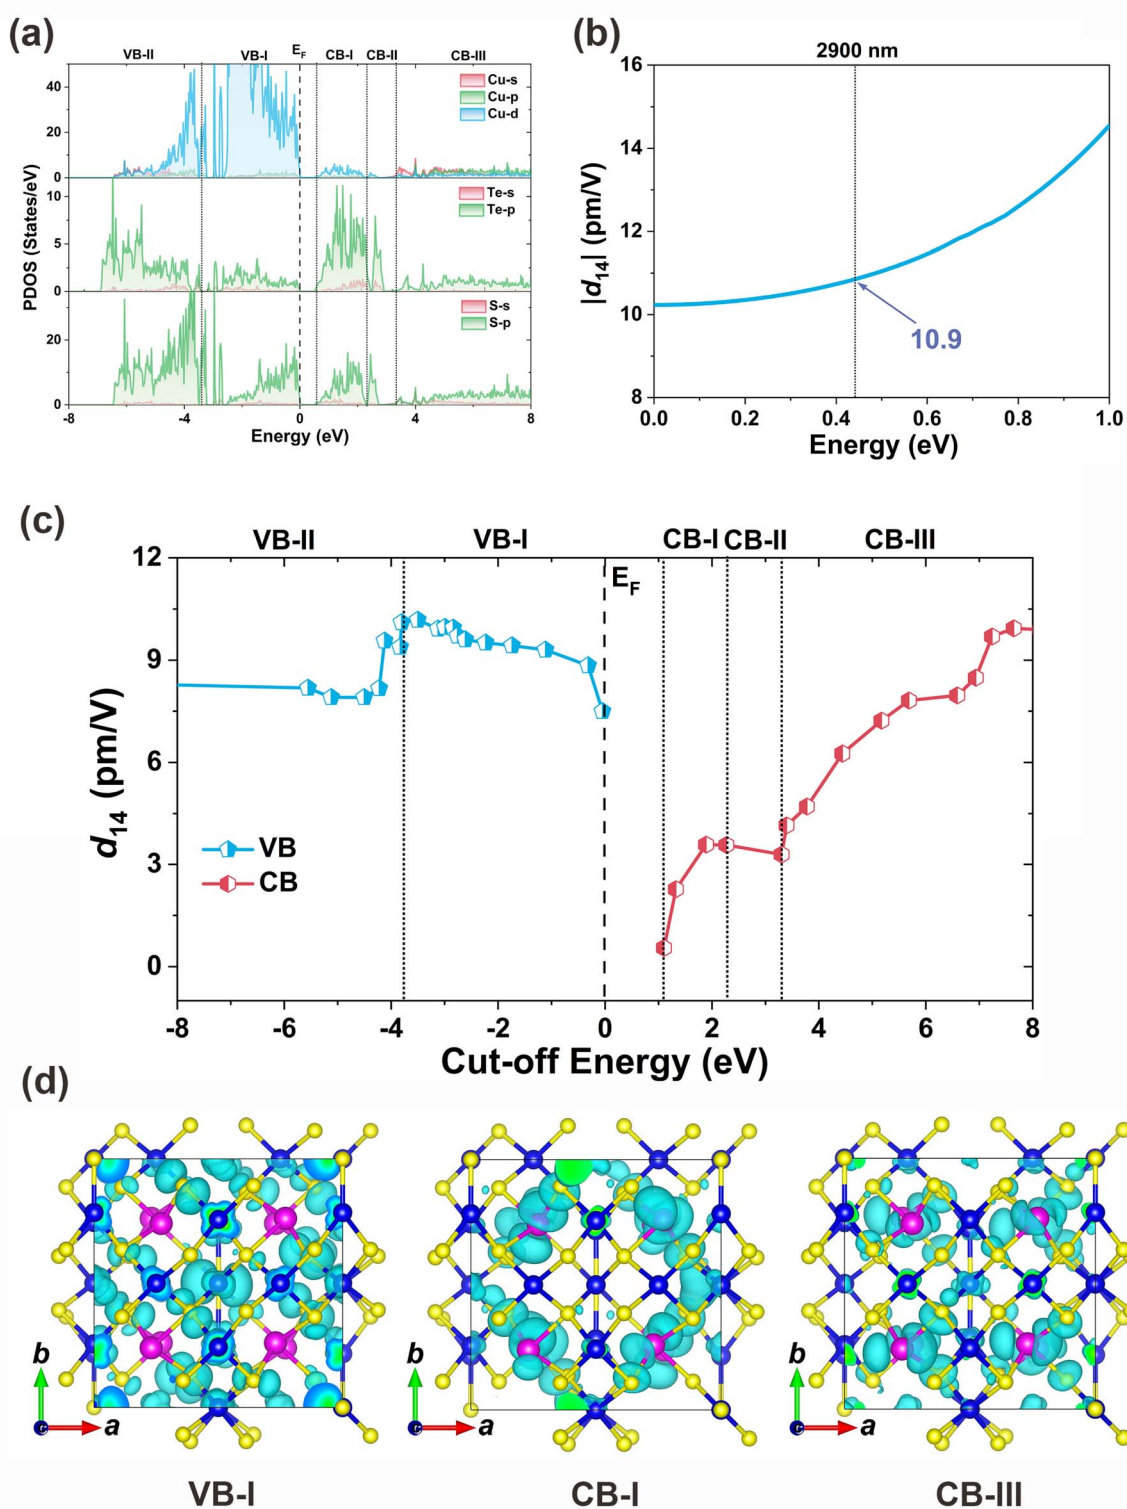 (a)
VB-II VB-I EF CB-I CB-II CB-III
Cu-s
Cu-p
Cu-d
40
20
0
Te-s
Te-p
10
5
0
S-s
S-p
20
0
PDOS (States/eV)
-8 -4 0 4 8
Energy (eV)
(b)
2900 nm
16
14
12
10
8
|d14| (pm/V)
10.9
0.0 0.2 0.4 0.6 0.8 1.0
Energy (eV)
(c)
VB-II VB-I CB-I CB-II CB-III
EF
12
9
6
3
0
d14 (pm/V)
VB
CB
-8 -6 -4 -2 0 2 4 6 8
Cut-off Energy (eV)
(d)
b a
b a
b a
VB-I CB-I CB-III